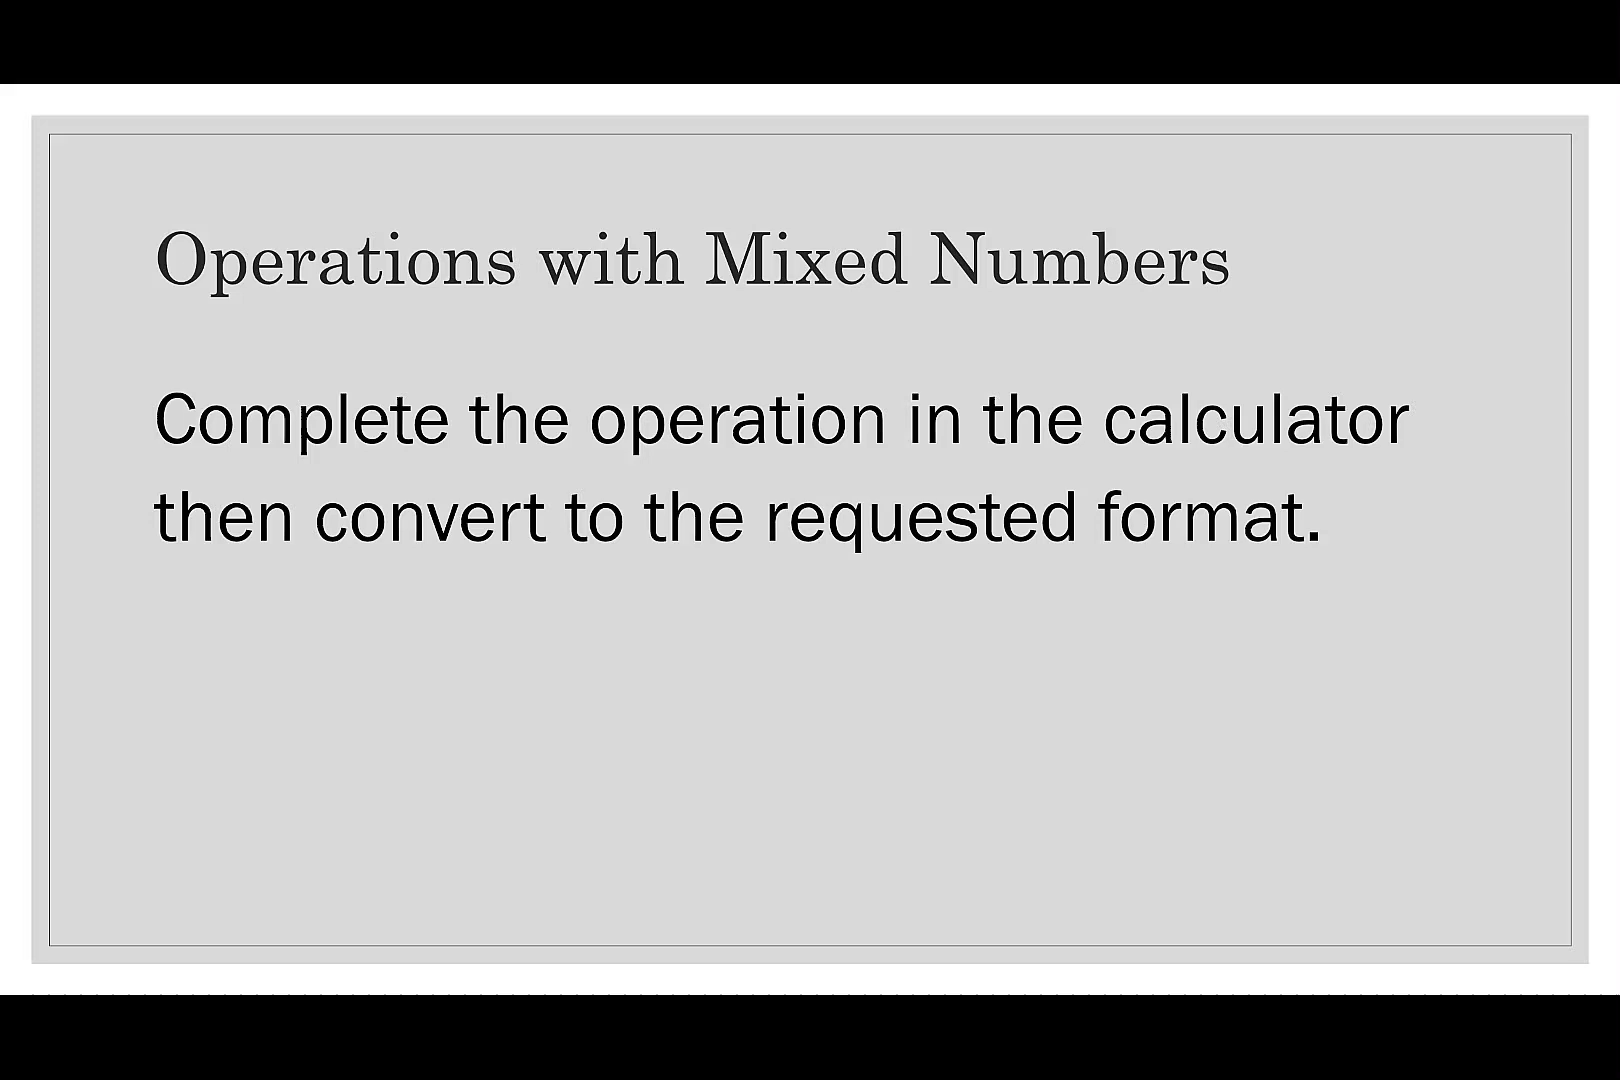 Operations with Mixed Numbers
Complete the operation in the calculator
then convert to the requested format.